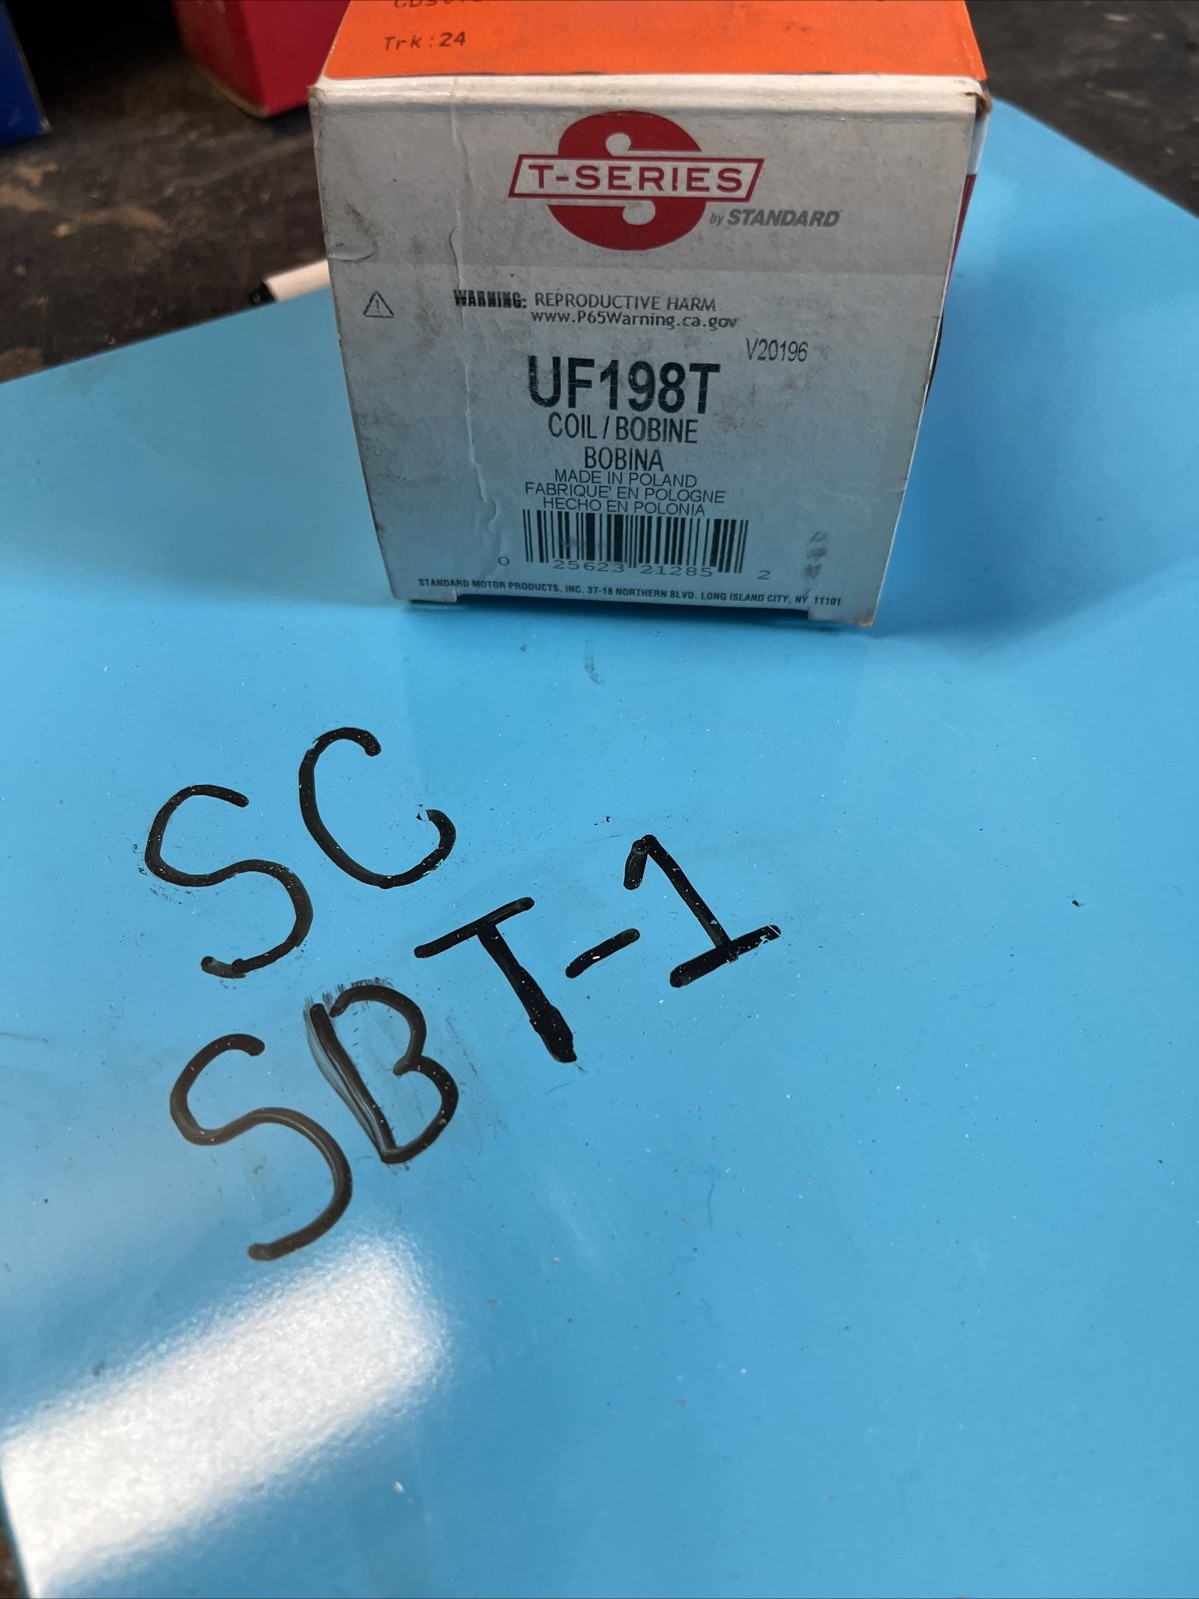 Trk:24
S
T-SERIES
by STANDARD
WARNING: REPRODUCTIVE HARM
www.P65Warning.ca.gov
V20196
UF198T
COIL / BOBINE
BOBINA
MADE IN POLAND
FABRIQUE' EN POLOGNE
HECHO EN POLONIA
0 25623 21285 2
STANDARD MOTOR PRODUCTS, INC. 37-18 NORTHERN BLVD. LONG ISLAND CITY, NY 11101
SC
SBT-1